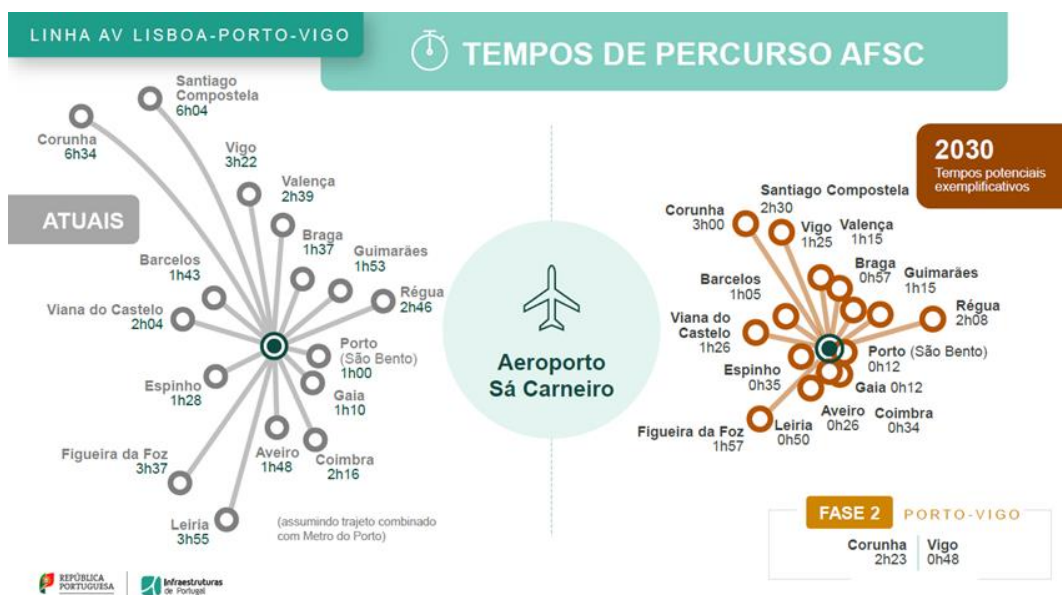 LINHA AV LISBOA-PORTO-VIGO
TEMPOS DE PERCURSO AFSC
ATUAIS
Santiago
Compostela
6h04
Corunha
6h34
Vigo
3h22
Valença
2h39
Braga
1h37
Guimarães
1h53
Barcelos
1h43
Régua
2h46
Viana do Castelo
2h04
Porto
(São Bento)
1h00
Espinho
1h28
Gaia
1h10
Aveiro
1h48
Coimbra
2h16
Figueira da Foz
3h37
Leiria
3h55
(assumindo trajeto combinado
com Metro do Porto)
Aeroporto
Sá Carneiro
2030
Tempos potenciais
exemplificativos
Santiago Compostela
2h30
Corunha
3h00
Vigo
1h25
Valença
1h15
Braga
0h57
Guimarães
1h15
Barcelos
1h05
Régua
2h08
Viana do
Castelo
1h26
Porto (São Bento)
0h12
Espinho
0h35
Gaia 0h12
Aveiro
0h26
Coimbra
0h34
Leiria
0h50
Figueira da Foz
1h57
FASE 2 PORTO-VIGO
Corunha
2h23
Vigo
0h48
REPÚBLICA
PORTUGUESA
Infraestruturas
de Portugal